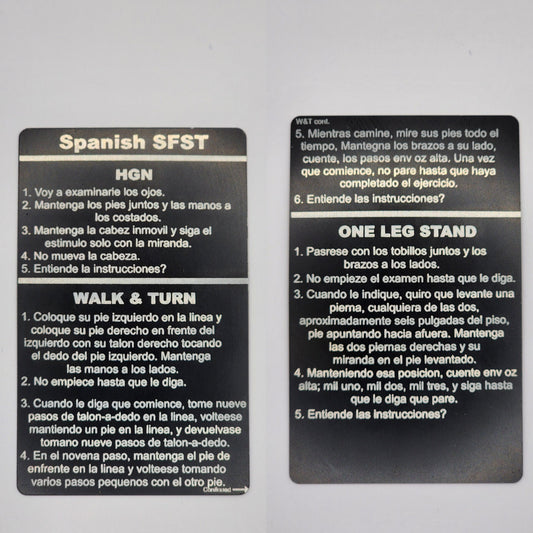 Spanish SFST
HGN
1. Voy a examinarie los ojos.
2. Mantenga los pies juntos y las manos a
los costados.
3. Mantenga la cabez inmovil y siga el
estimulo solo con la miranda.
4. No mueva la cabeza.
5. Entiende la instrucciones?
WALK & TURN
1. Coloque su pie izquierdo en la linea y
coloque su pie derecho en frente del
izquierdo con su talon derecho tocando
el dedo del pie izquierdo. Mantenga
las manos a los lados.
2. No empiece hasta que le diga.
3. Cuando le diga que comience, tome nueve
pasos de talon-a-dedo en la linea, volteese
mantiendo un pie en la linea, y devuelvase
tomano nueve pasos de talon-a-dedo.
4. En el novena paso, mantenga el pie de
enfrente en la linea y volteese tomando
varios pasos pequenos con el otro pie.
Continued
W&T cont.
5. Mientras camine, mire sus pies todo el
tiempo, Mantegna los brazos a su lado,
cuente, los pasos env oz alta. Una vez
que comience, no pare hasta que haya
completado el ejercicio.
6. Entiende las instrucciones?
ONE LEG STAND
1. Pasrese con los tobillos juntos y los
brazos a los lados.
2. No empieze el examen hasta que le diga.
3. Cuando le indique, quiro que levante una
pierna, cualquiera de las dos,
aproximadamente seis pulgadas del piso,
pie apuntando hacia afuera. Mantenga
las dos piernas derechas y su
miranda en el pie levantado.
4. Manteniendo esa posicion, cuente env oz
alta; mil uno, mil dos, mil tres, y siga hasta
que le diga que pare.
5. Entiende las instrucciones?